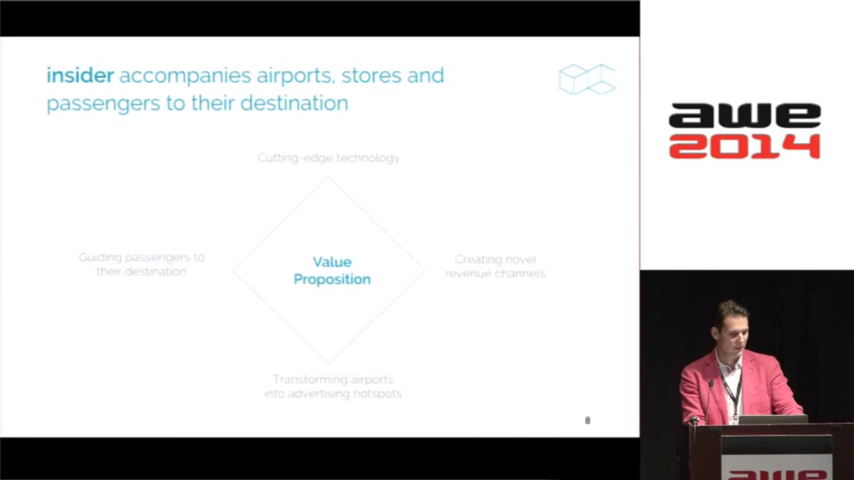 insider accompanies airports, stores and
passengers to their destination
Cutting-edge technology
Guiding passengers to
their destination
Value
Proposition
Creating novel
revenue channels
Transforming airports
into advertising hotspots
8
awe
2014
awe